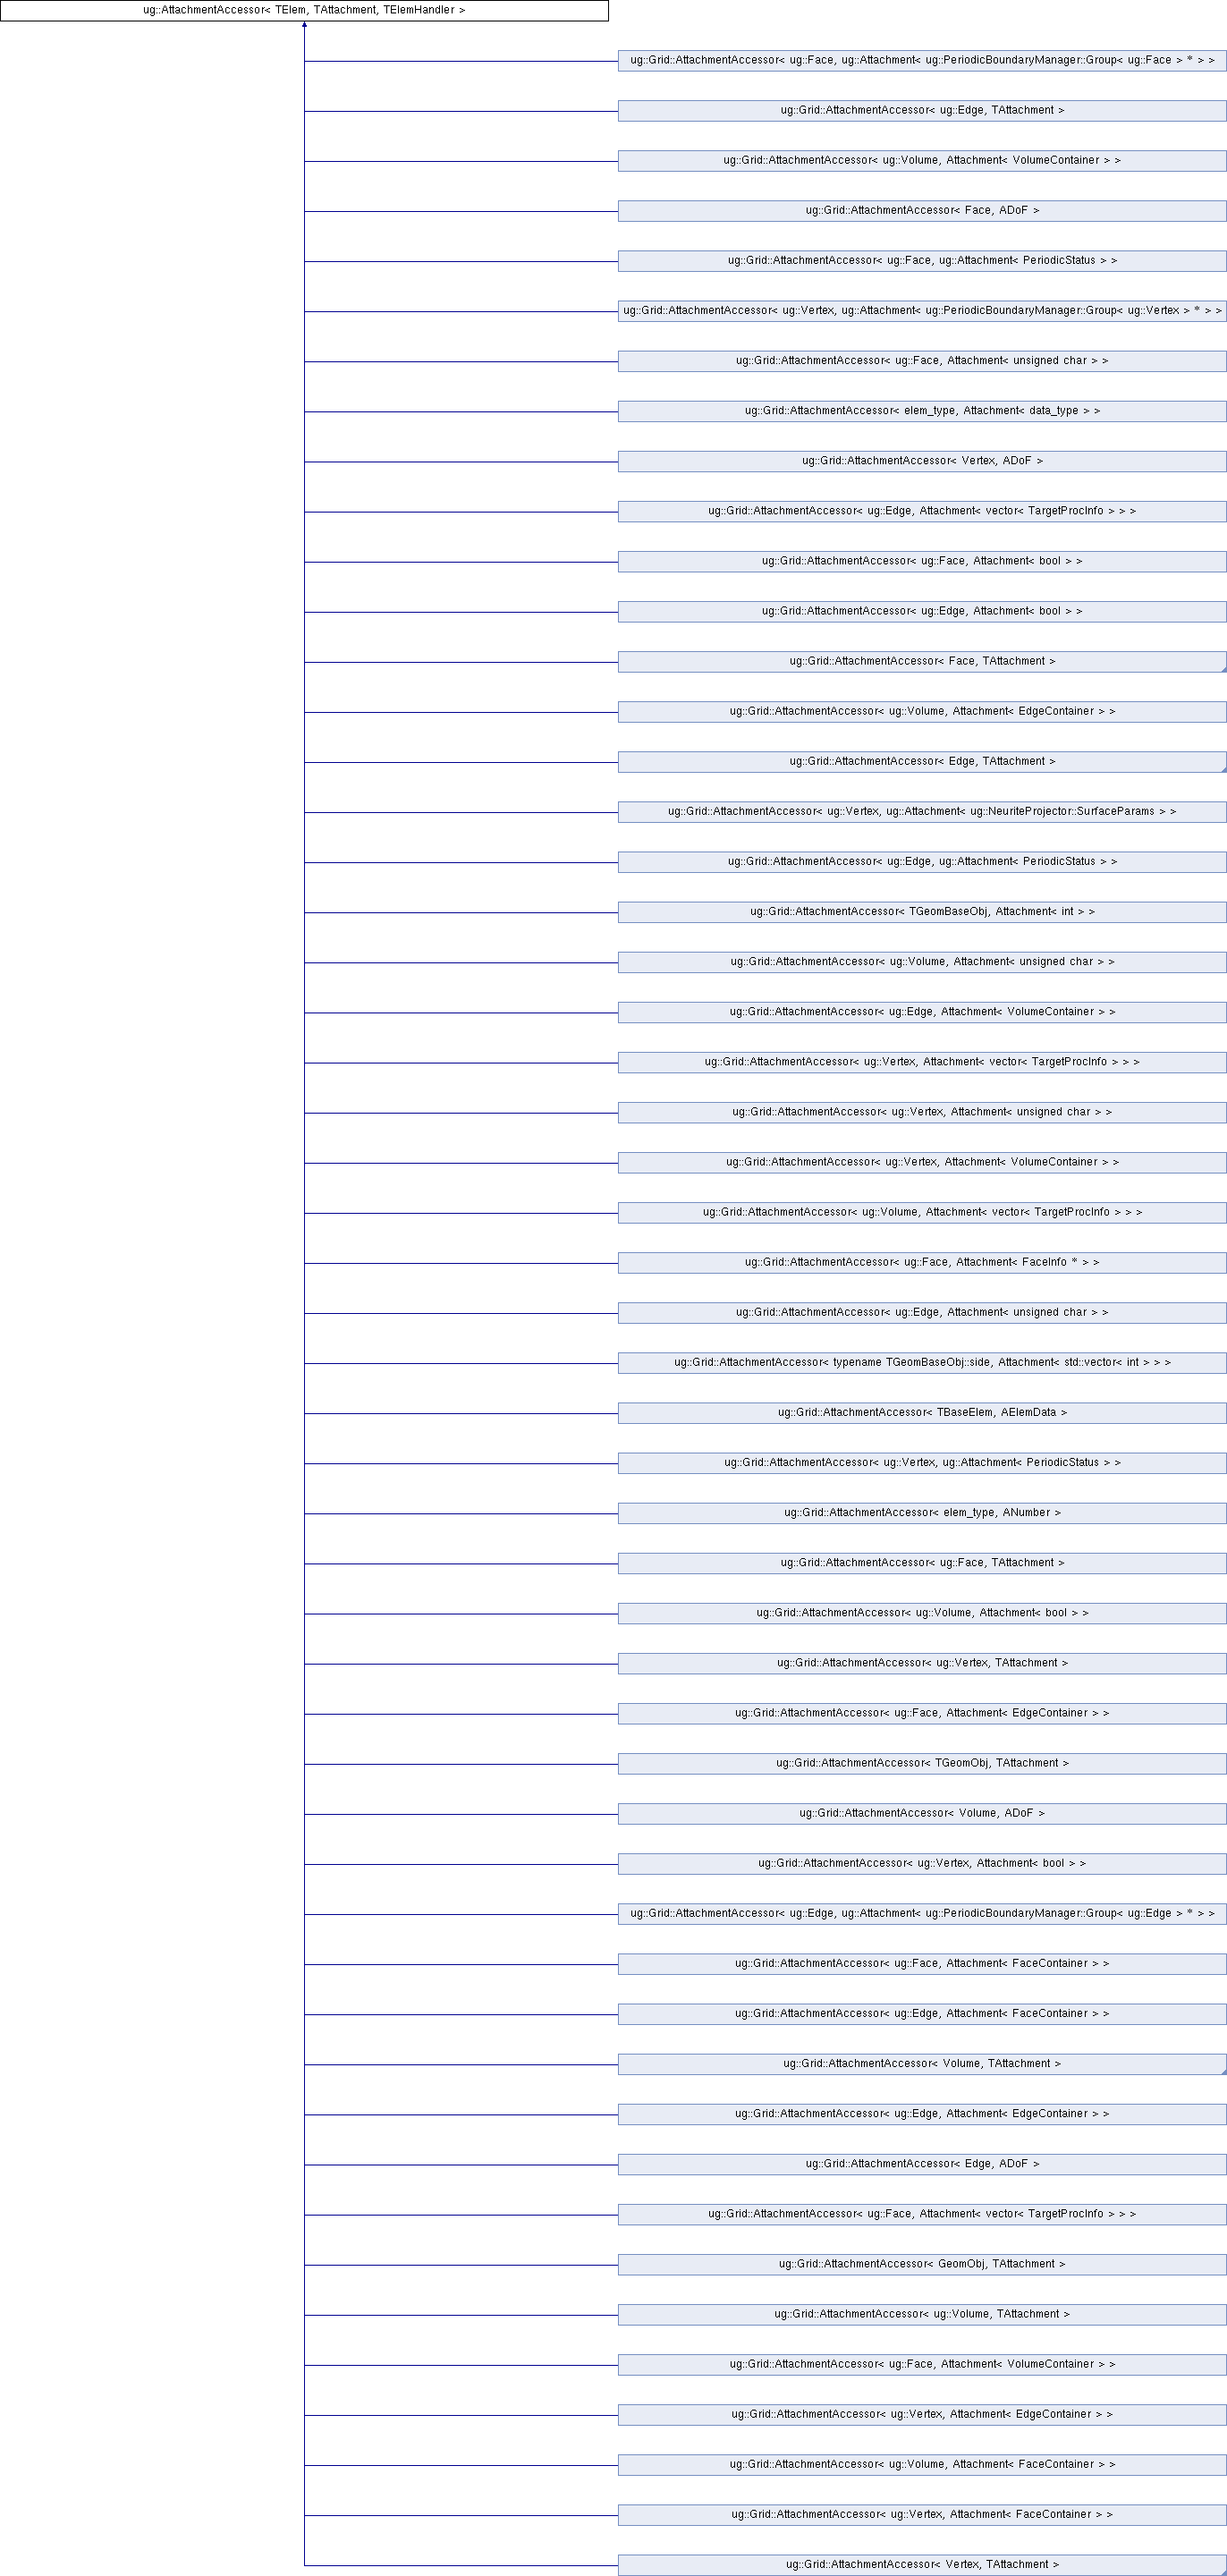 ug::AttachmentAccessor< TElem, TAttachment, TElemHandler >
ug::Grid::AttachmentAccessor< ug::Face, ug::Attachment< ug::PeriodicBoundaryManager::Group< ug::Face > * > >
ug::Grid::AttachmentAccessor< ug::Edge, TAttachment >
ug::Grid::AttachmentAccessor< ug::Volume, Attachment< VolumeContainer > >
ug::Grid::AttachmentAccessor< Face, ADoF >
ug::Grid::AttachmentAccessor< ug::Face, ug::Attachment< PeriodicStatus > >
ug::Grid::AttachmentAccessor< ug::Vertex, ug::Attachment< ug::PeriodicBoundaryManager::Group< ug::Vertex > * > >
ug::Grid::AttachmentAccessor< ug::Face, Attachment< unsigned char > >
ug::Grid::AttachmentAccessor< elem_type, Attachment< data_type > >
ug::Grid::AttachmentAccessor< Vertex, ADoF >
ug::Grid::AttachmentAccessor< ug::Edge, Attachment< vector< TargetProcInfo > > >
ug::Grid::AttachmentAccessor< ug::Face, Attachment< bool > >
ug::Grid::AttachmentAccessor< ug::Edge, Attachment< bool > >
ug::Grid::AttachmentAccessor< Face, TAttachment >
ug::Grid::AttachmentAccessor< ug::Volume, Attachment< EdgeContainer > >
ug::Grid::AttachmentAccessor< Edge, TAttachment >
ug::Grid::AttachmentAccessor< ug::Vertex, ug::Attachment< ug::NeuriteProjector::SurfaceParams > >
ug::Grid::AttachmentAccessor< ug::Edge, ug::Attachment< PeriodicStatus > >
ug::Grid::AttachmentAccessor< TGeomBaseObj, Attachment< int > >
ug::Grid::AttachmentAccessor< ug::Volume, Attachment< unsigned char > >
ug::Grid::AttachmentAccessor< ug::Edge, Attachment< VolumeContainer > >
ug::Grid::AttachmentAccessor< ug::Vertex, Attachment< vector< TargetProcInfo > > >
ug::Grid::AttachmentAccessor< ug::Vertex, Attachment< unsigned char > >
ug::Grid::AttachmentAccessor< ug::Vertex, Attachment< VolumeContainer > >
ug::Grid::AttachmentAccessor< ug::Volume, Attachment< vector< TargetProcInfo > > >
ug::Grid::AttachmentAccessor< ug::Face, Attachment< FaceInfo * > >
ug::Grid::AttachmentAccessor< ug::Edge, Attachment< unsigned char > >
ug::Grid::AttachmentAccessor< typename TGeomBaseObj::side, Attachment< std::vector< int > > >
ug::Grid::AttachmentAccessor< TBaseElem, AElemData >
ug::Grid::AttachmentAccessor< ug::Vertex, ug::Attachment< PeriodicStatus > >
ug::Grid::AttachmentAccessor< elem_type, ANumber >
ug::Grid::AttachmentAccessor< ug::Face, TAttachment >
ug::Grid::AttachmentAccessor< ug::Volume, Attachment< bool > >
ug::Grid::AttachmentAccessor< ug::Vertex, TAttachment >
ug::Grid::AttachmentAccessor< ug::Face, Attachment< EdgeContainer > >
ug::Grid::AttachmentAccessor< TGeomObj, TAttachment >
ug::Grid::AttachmentAccessor< Volume, ADoF >
ug::Grid::AttachmentAccessor< ug::Vertex, Attachment< bool > >
ug::Grid::AttachmentAccessor< ug::Edge, ug::Attachment< ug::PeriodicBoundaryManager::Group< ug::Edge > * > >
ug::Grid::AttachmentAccessor< ug::Face, Attachment< FaceContainer > >
ug::Grid::AttachmentAccessor< ug::Edge, Attachment< FaceContainer > >
ug::Grid::AttachmentAccessor< Volume, TAttachment >
ug::Grid::AttachmentAccessor< ug::Edge, Attachment< EdgeContainer > >
ug::Grid::AttachmentAccessor< Edge, ADoF >
ug::Grid::AttachmentAccessor< ug::Face, Attachment< vector< TargetProcInfo > > >
ug::Grid::AttachmentAccessor< GeomObj, TAttachment >
ug::Grid::AttachmentAccessor< ug::Volume, TAttachment >
ug::Grid::AttachmentAccessor< ug::Face, Attachment< VolumeContainer > >
ug::Grid::AttachmentAccessor< ug::Vertex, Attachment< EdgeContainer > >
ug::Grid::AttachmentAccessor< ug::Volume, Attachment< FaceContainer > >
ug::Grid::AttachmentAccessor< ug::Vertex, Attachment< FaceContainer > >
ug::Grid::AttachmentAccessor< Vertex, TAttachment >